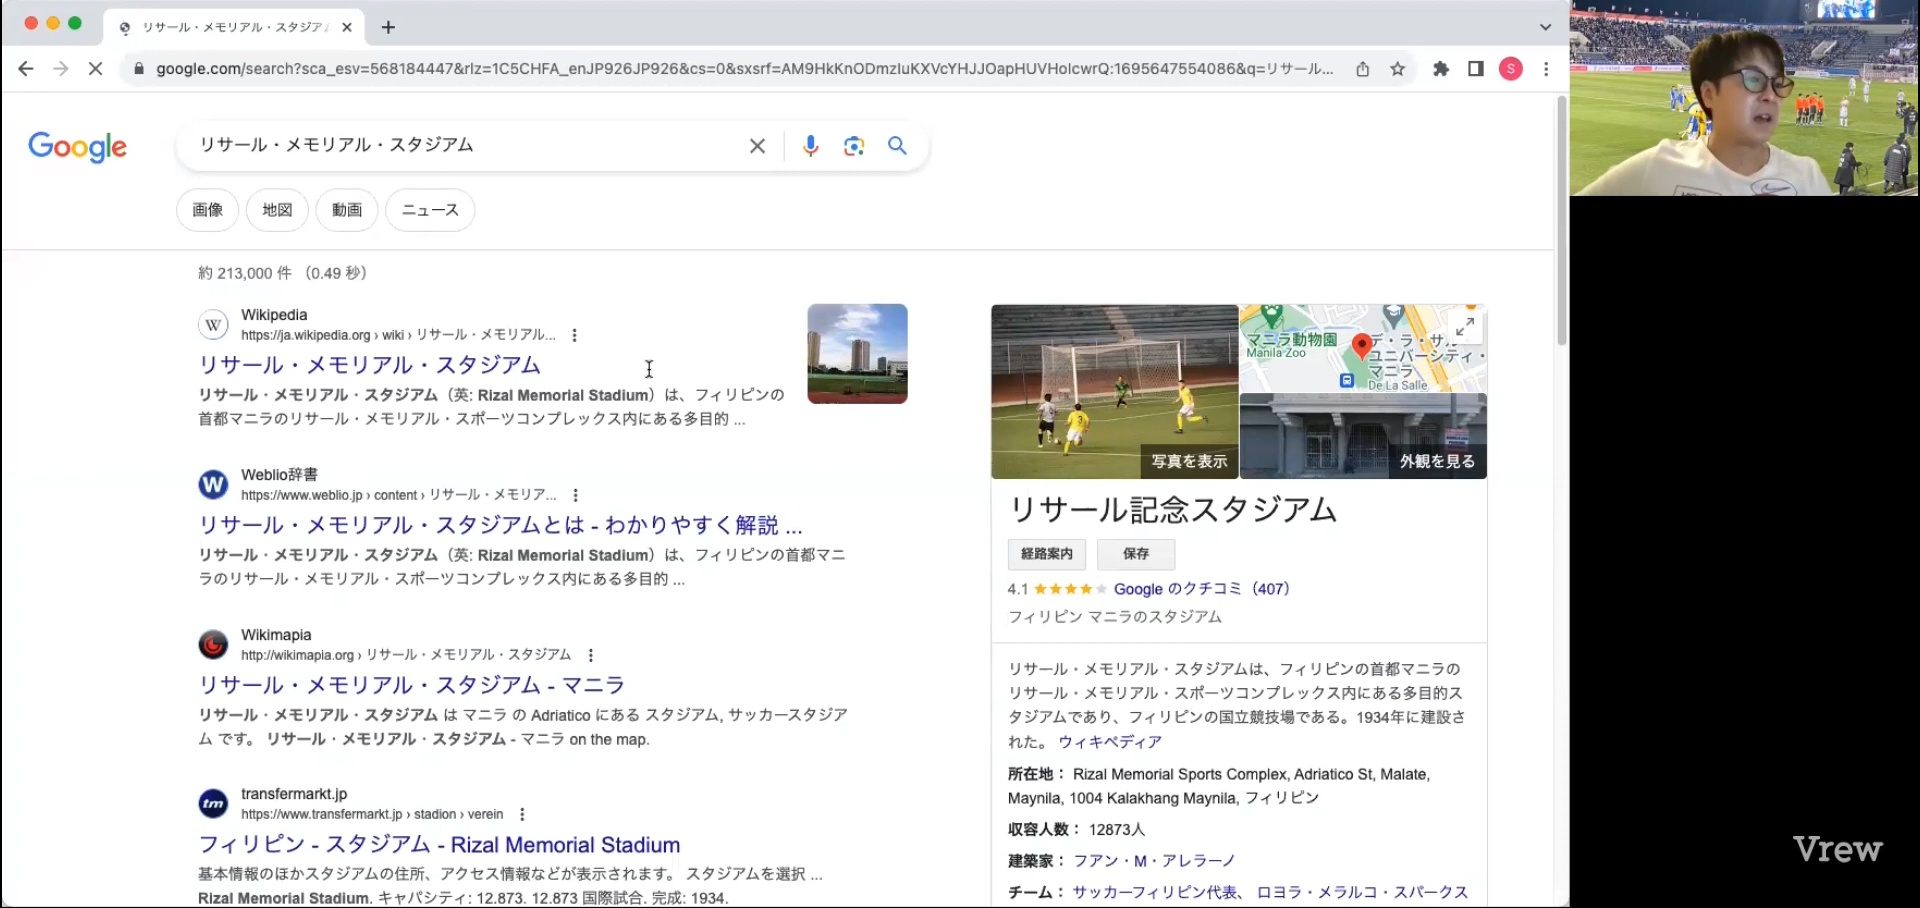 リサール・メモリアル・スタジア
google.com/search?sca_esv=568184447&rlz=1C5CHFA_enJP926JP926&cs=0&sxsrf=AM9HkKnODmzIuKXVcYHJJOapHUVHolcwrQ:1695647554086&q=リサール...
S
Google
リサール・メモリアル・スタジアム
画像
地図
動画
ニュース
約 213,000 件 （0.49 秒）
W
Wikipedia
https://ja.wikipedia.org › wiki › リサール・メモリアル...
リサール・メモリアル・スタジアム
リサール・メモリアル・スタジアム（英: Rizal Memorial Stadium）は、フィリピンの
首都マニラのリサール・メモリアル・スポーツコンプレックス内にある多目的 ...
W
Weblio辞書
https://www.weblio.jp › content › リサール・メモリア...
リサール・メモリアル・スタジアムとは - わかりやすく解説 ...
リサール・メモリアル・スタジアム（英: Rizal Memorial Stadium）は、フィリピンの首都マニ
ラのリサール・メモリアル・スポーツコンプレックス内にある多目的 ...
Wikimapia
http://wikimapia.org › リサール・メモリアル・スタジアム
リサール・メモリアル・スタジアム - マニラ
リサール・メモリアル・スタジアム は マニラ の Adriatico にある スタジアム, サッカースタジア
ム です。 リサール・メモリアル・スタジアム - マニラ on the map.
tm
transfermarkt.jp
https://www.transfermarkt.jp › stadion › verein
フィリピン - スタジアム - Rizal Memorial Stadium
基本情報のほかスタジアムの住所、アクセス情報などが表示されます。 スタジアムを選択 ...
Rizal Memorial Stadium. キャパシティ: 12.873. 12.873 国際試合. 完成: 1934.
写真を表示
マニラ動物園
Manila Zoo
デ・ラ・サル
ユニバーシティ・
マニラ
De La Salle
外観を見る
リサール記念スタジアム
経路案内
保存
4.1 Google のクチコミ（407）
フィリピン マニラのスタジアム
リサール・メモリアル・スタジアムは、フィリピンの首都マニラの
リサール・メモリアル・スポーツコンプレックス内にある多目的ス
タジアムであり、フィリピンの国立競技場である。1934年に建設さ
れた。 ウィキペディア
所在地： Rizal Memorial Sports Complex, Adriatico St, Malate,
Maynila, 1004 Kalakhang Maynila, フィリピン
収容人数： 12873人
建築家： フアン・M・アレラーノ
チーム： サッカーフィリピン代表、 ロヨラ・メラルコ・スパークス
Vrew